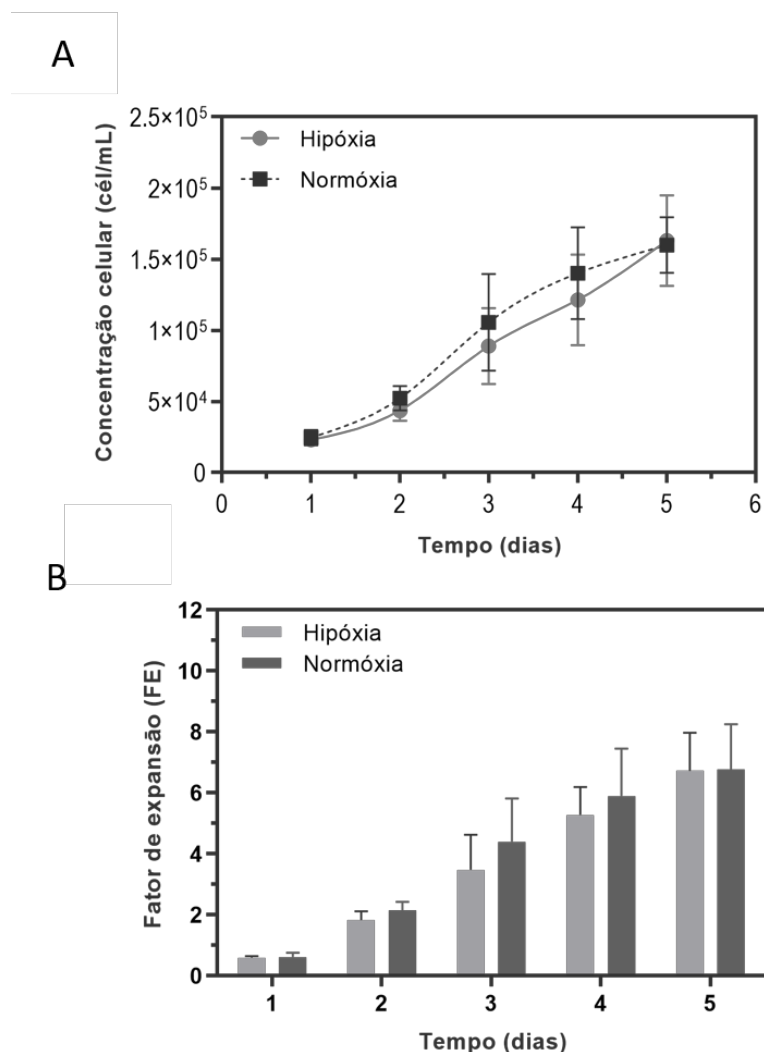 A
2.5×10⁵
2×10⁵
1.5×10⁵
1×10⁵
5×10⁴
0
Concentração celular (cél/mL)
Hipóxia
Normóxia
0 1 2 3 4 5 6
Tempo (dias)
B
12
10
8
6
4
2
0
Fator de expansão (FE)
Hipóxia
Normóxia
1 2 3 4 5
Tempo (dias)